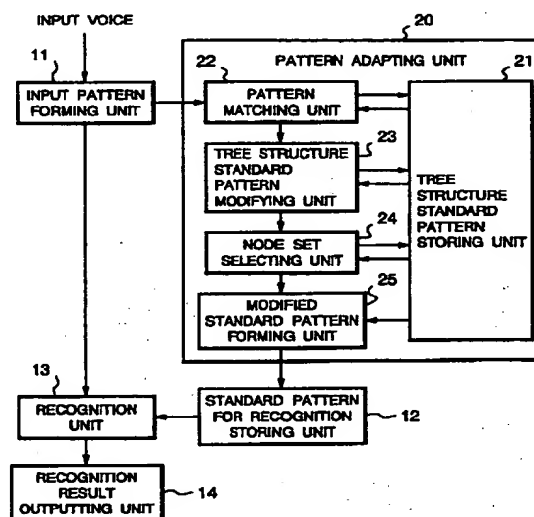 INPUT VOICE
20
11
PATTERN ADAPTING UNIT
22
21
INPUT PATTERN
FORMING UNIT
PATTERN
MATCHING UNIT
23
TREE STRUCTURE
STANDARD
PATTERN
MODIFYING UNIT
TREE
STRUCTURE
STANDARD
PATTERN
STORING UNIT
24
NODE SET
SELECTING UNIT
25
MODIFIED
STANDARD PATTERN
FORMING UNIT
13
RECOGNITION
UNIT
STANDARD PATTERN
FOR RECOGNITION
STORING UNIT
12
RECOGNITION
RESULT
OUTPUTTING UNIT
14